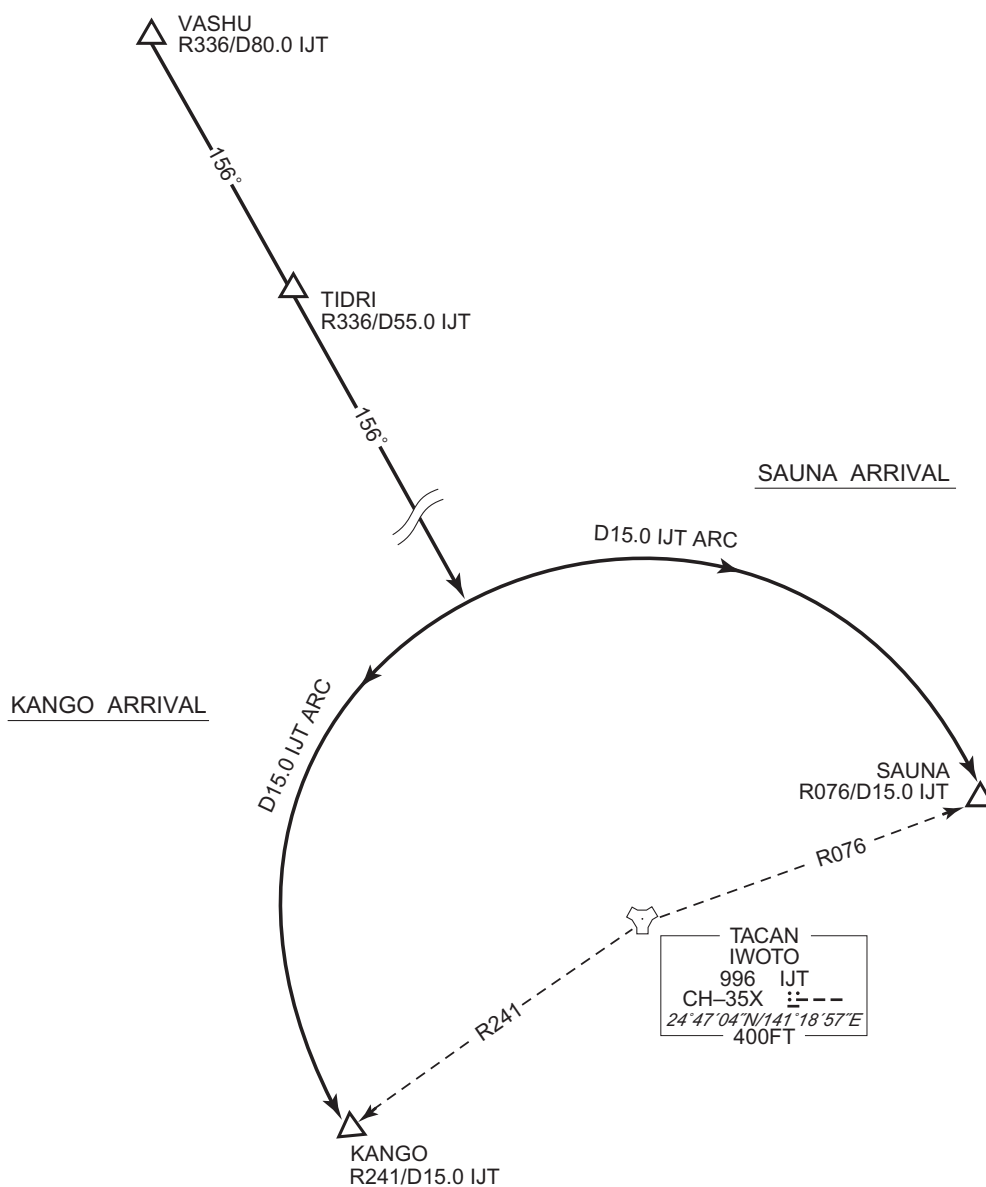 VASHU
R336/D80.0 IJT
156°
TIDRI
R336/D55.0 IJT
156°
SAUNA ARRIVAL
D15.0 IJT ARC
KANGO ARRIVAL
D15.0 IJT ARC
SAUNA
R076/D15.0 IJT
R076
TACAN
IWOTO
996 IJT
CH–35X
24°47′04″N/141°18′57″E
400FT
R241
KANGO
R241/D15.0 IJT